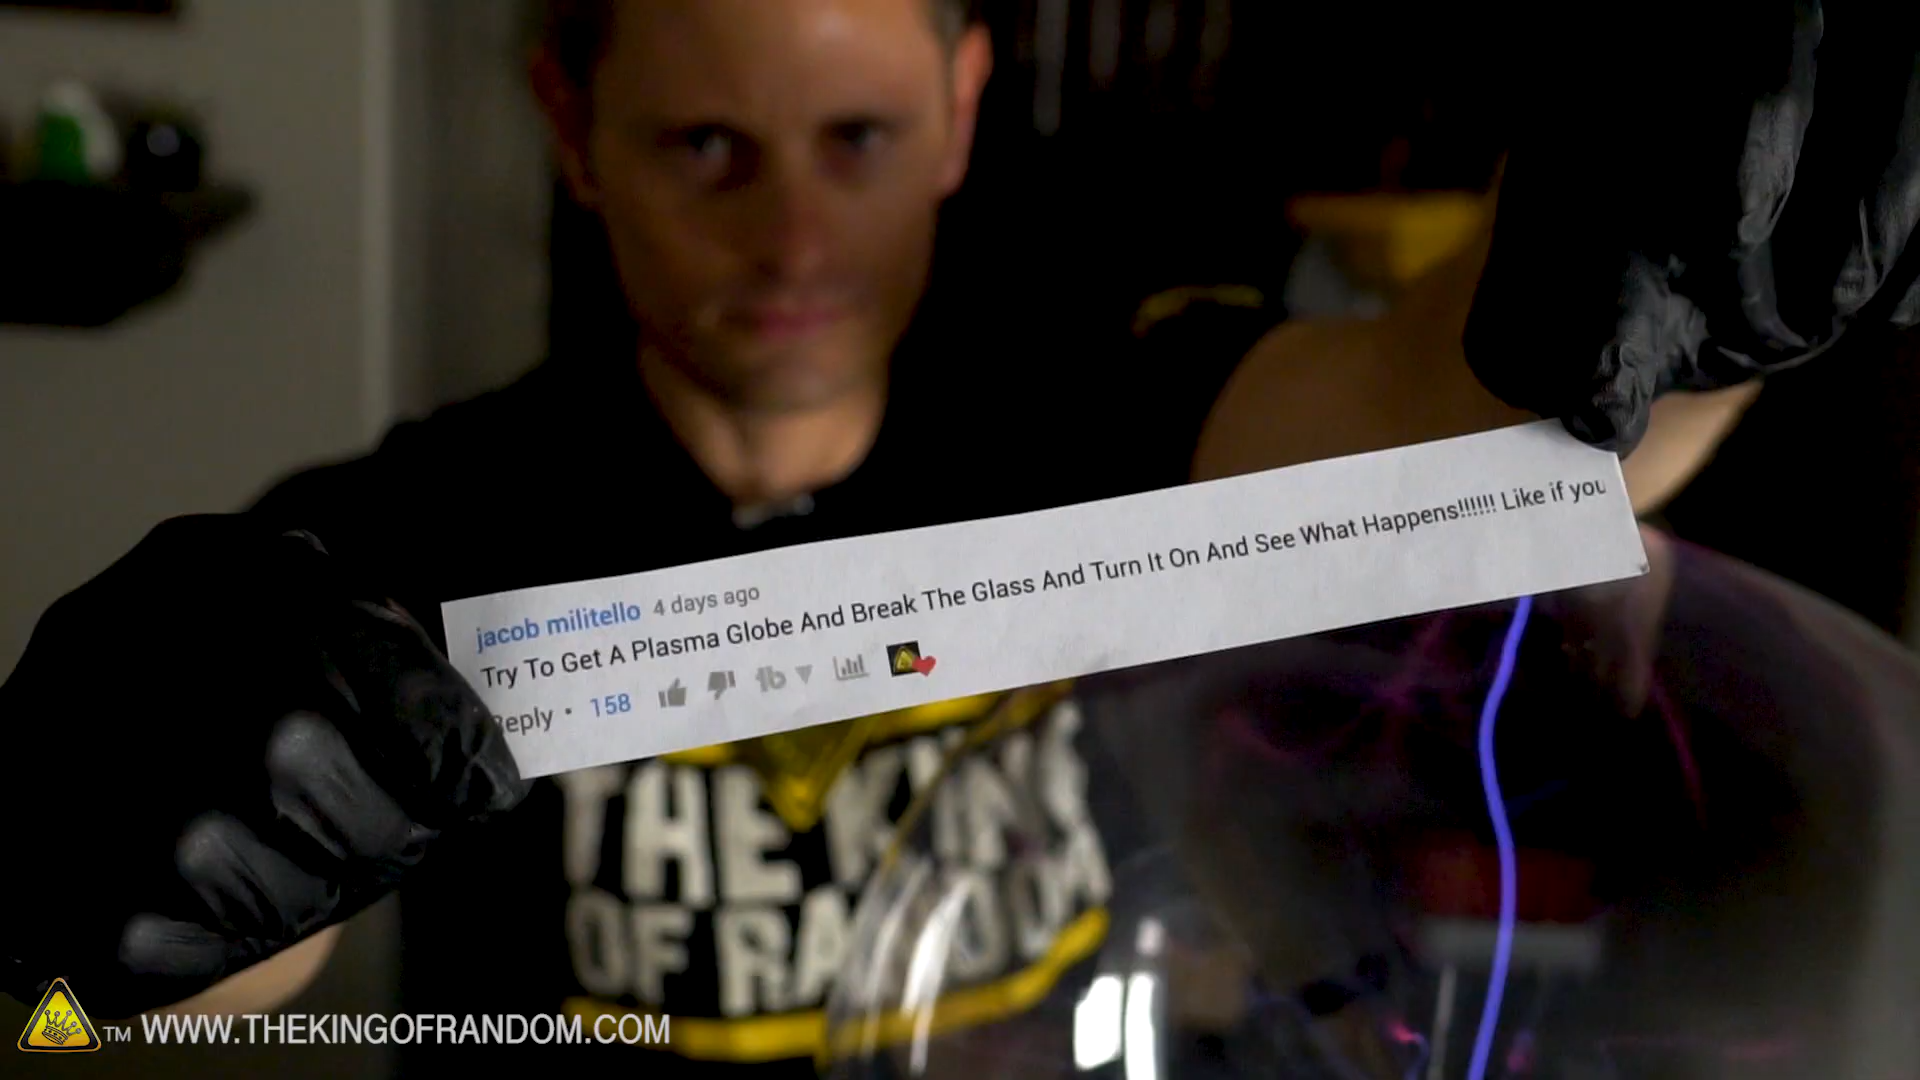 jacob militello 4 days ago
Try To Get A Plasma Globe And Break The Glass And Turn It On And See What Happens!!!!!! Like if you
Reply · 158
THE KING
OF RANDOM
TM WWW.THEKINGOFRANDOM.COM